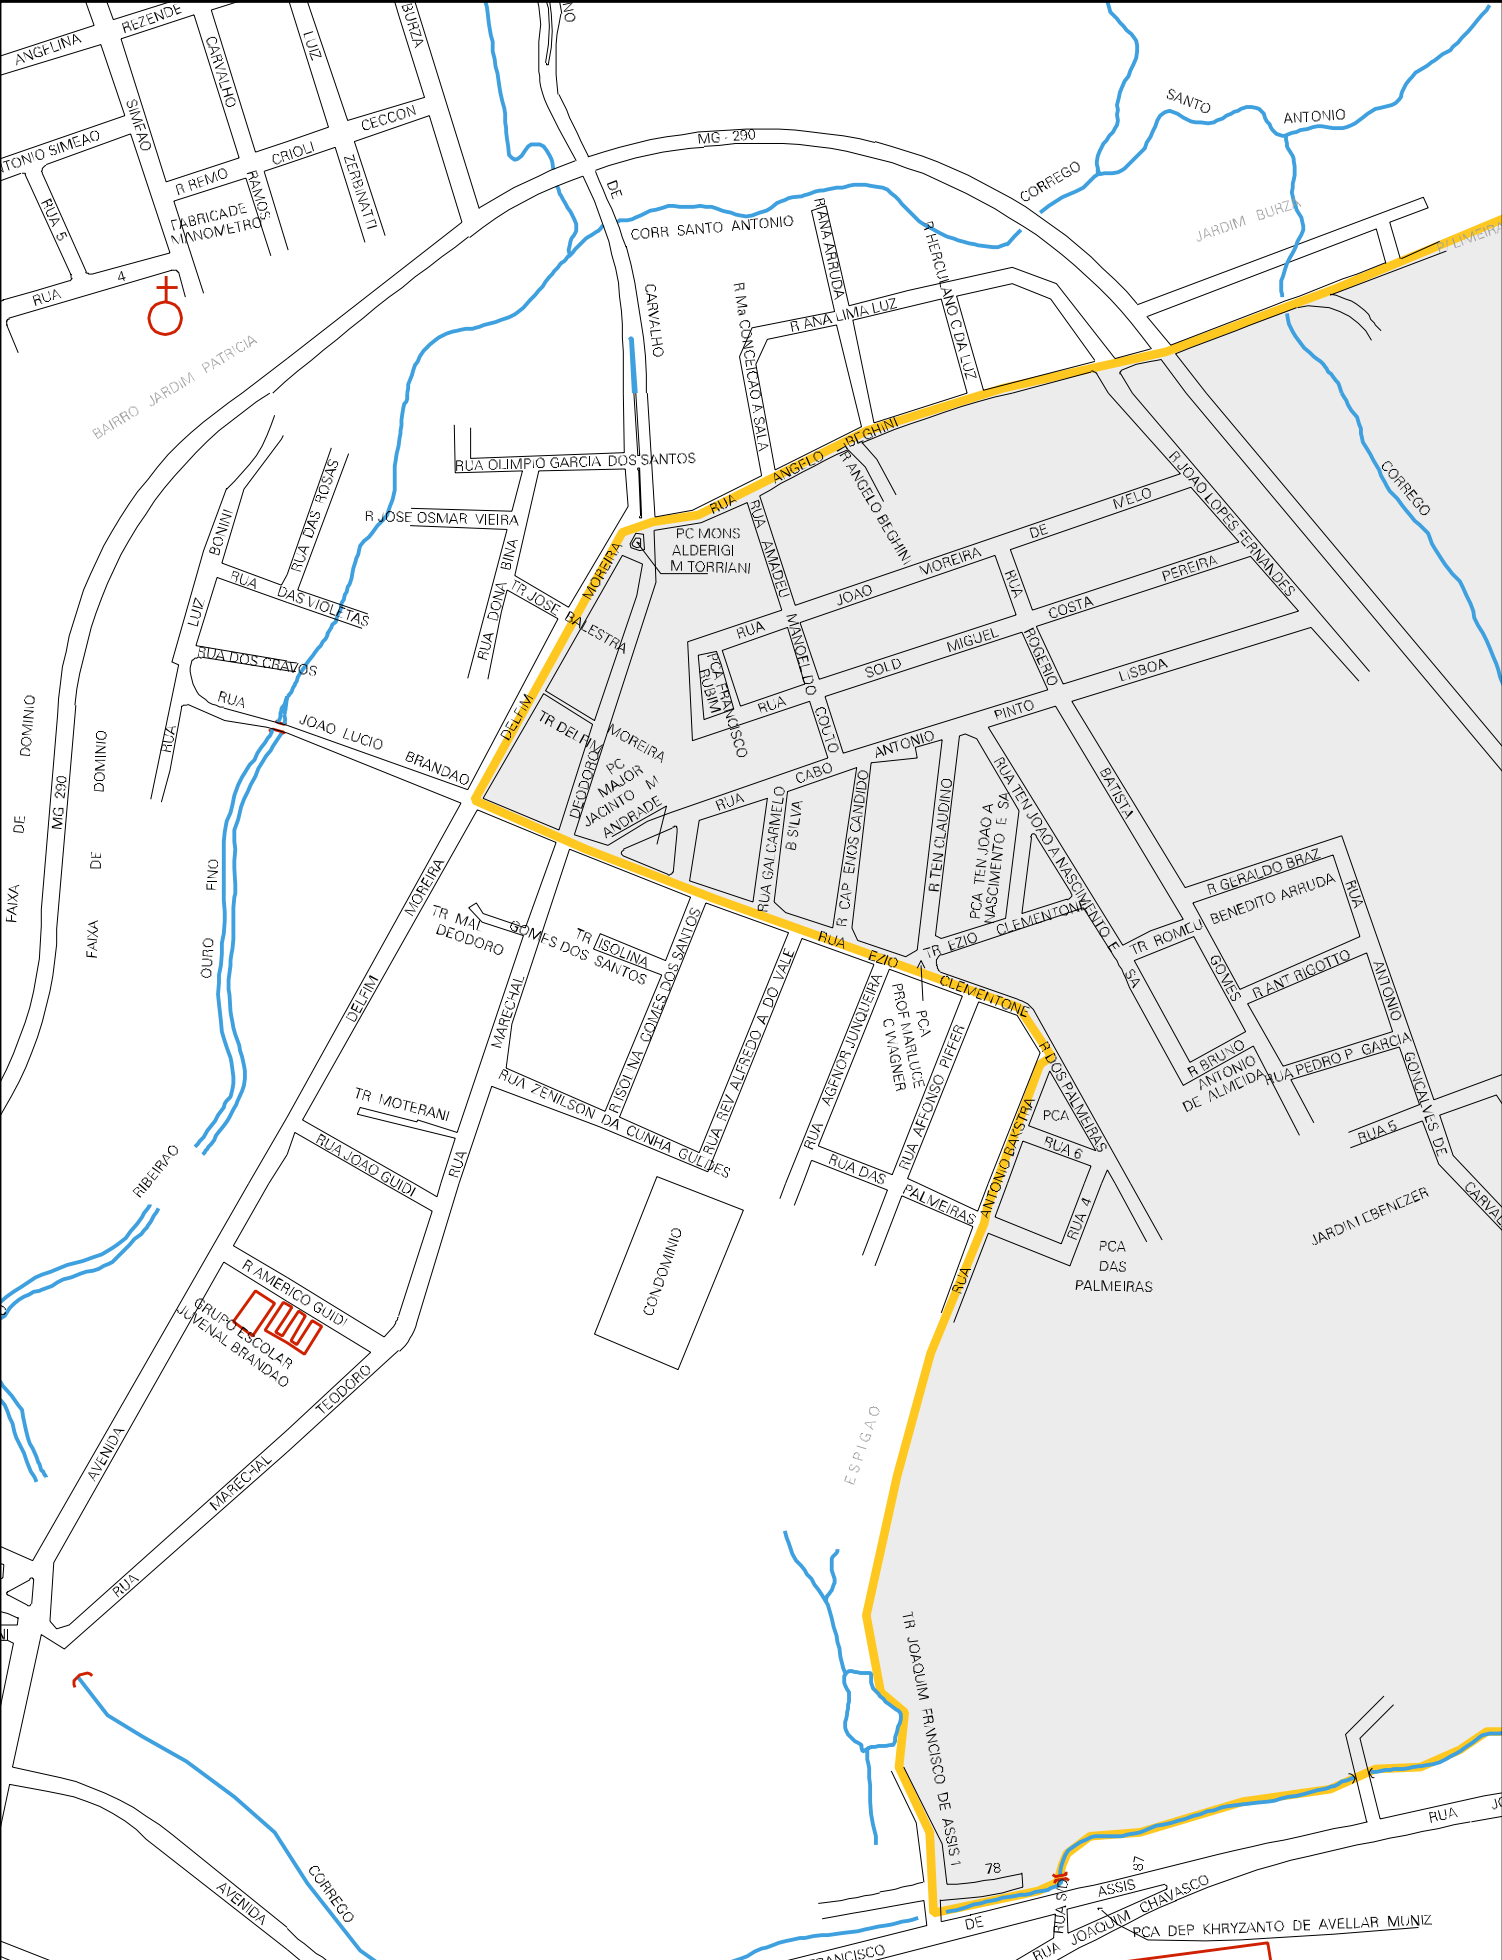 ANGELINA
REZENDE
CARVALHO
LUIZ
BURZA
SIMEAO
CECCON
CRIOLI
ZERBINATTI
R REMO
RAMOS
RUA 5
FABRICA DE
MANOMETRO
RUA 4
BAIRRO JARDIM PATRICIA
MG - 290
DE
CARVALHO
CORR SANTO ANTONIO
CORREGO
SANTO
ANTONIO
JARDIM BURZA
P/ LIMEIRA
R ANA ARRUDA
R HERCULANO C DA LUZ
R Ma CONCEICAO A SALA
R ANA LIMA LUZ
RUA OLIMPIO GARCIA DOS SANTOS
R JOSE OSMAR VIEIRA
RUA DAS ROSAS
RUA LUIZ BONINI
RUA DAS VIOLETAS
RUA DOS CRAVOS
RUA JOAO LUCIO BRANDAO
RUA DONA BINA
TR JOSE BALESTRA
DELFIM MOREIRA
RUA ANGELO BEGHINI
R ANGELO BEGHINI
PC MONS
ALDERIGI
M TORRIANI
RUA AMADEU
MANOEL DO COUTO
RUA JOAO MOREIRA DE MELO
R JOAO LOPES FERNANDES
CORREGO
RUA SOLD MIGUEL COSTA PEREIRA
RUA ROGERIO
PCA FRANCISCO
RUBIM
RUA CABO ANTONIO PINTO LISBOA
TR DELFIM MOREIRA
DEODORO
PC
MAJOR
JACINTO M
ANDRADE
RUA GALCARMELO
B SILVA
R CAP ENOS CANDIDO
R TEN CLAUDINO
PCA TEN JOAO A
NASCIMENTO E SA
RUA TEN JOAO A NASCIMENTO E SA
BATISTA
GOMES
R GERALDO BRAZ
BENEDITO ARRUDA
TR ROMEU
R ANT RIGOTTO
RUA ANTONIO GONCALVES DE
R BRUNO
ANTONIO
DE ALMEIDA
RUA PEDRO P GARCIA
RUA 5
JARDIM EBENEZER
FAIXA DE DOMINIO
MG 290
FAIXA DE DOMINIO
OURO FINO
RIBEIRAO
AVENIDA DELFIM MOREIRA
TR MAL
DEODORO
GOMES DOS SANTOS
TR ISOLINA
R ISOLINA GOMES DOS SANTOS
RUA EZIO CLEMENTONE
TR EZIO CLEMENTONE
RUA REV ALFREDO A DO VALE
RUA AGENOR JUNQUEIRA
PCA
PROF MARLUCE
C WAGNER
RUA AFFONSO PIFFER
R DOS PALMEIRAS
PCA
RUA 6
RUA 4
PCA
DAS
PALMEIRAS
RUA ANTONIO BALSTRA
RUA DAS PALMEIRAS
RUA ZENILSON DA CUNHA GUEDES
MARECHAL
RUA
TR MOTERANI
RUA JOAO GUIDI
R AMERICO GUIDI
GRUPO ESCOLAR
JUVENAL BRANDAO
RUA MARECHAL TEODORO
CONDOMINIO
ESPIGAO
TR JOAQUIM FRANCISCO DE ASSIS 1
78
87
DE ASSIS
RUA
RUA JOAQUIM CHAVASCO
PCA DEP KHRYZANTO DE AVELLAR MUNIZ
CORREGO
AVENIDA